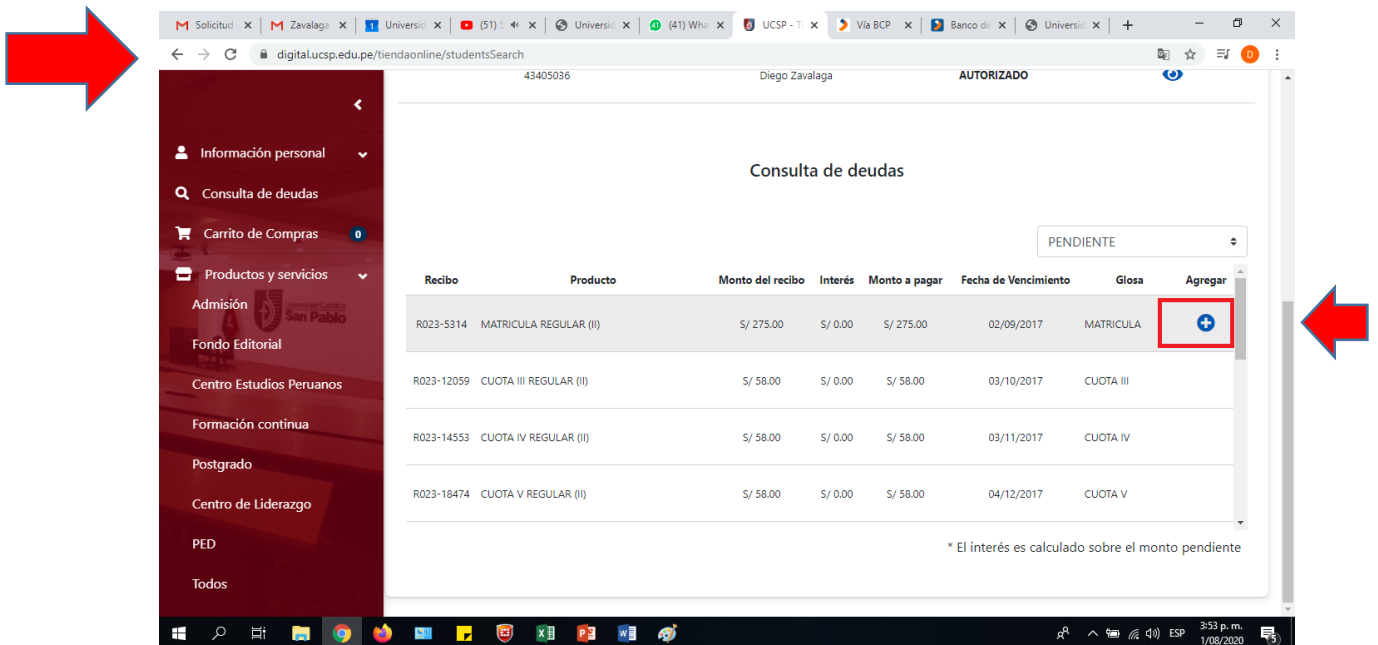 Solicitud
Zavalaga
Universid
(51)
Universid
(41) Wha
UCSP - T
Vía BCP
Banco de
Universid
digital.ucsp.edu.pe/tiendaonline/studentsSearch
D
43405036 Diego Zavalaga AUTORIZADO
Información personal
Consulta de deudas
Carrito de Compras 0
Productos y servicios
Admisión
Fondo Editorial
Centro Estudios Peruanos
Formación continua
Postgrado
Centro de Liderazgo
PED
Todos
San Pablo
Consulta de deudas
PENDIENTE
Recibo Producto Monto del recibo Interés Monto a pagar Fecha de Vencimiento Glosa Agregar
R023-5314 MATRICULA REGULAR (II) S/ 275.00 S/ 0.00 S/ 275.00 02/09/2017 MATRICULA
R023-12059 CUOTA III REGULAR (II) S/ 58.00 S/ 0.00 S/ 58.00 03/10/2017 CUOTA III
R023-14553 CUOTA IV REGULAR (II) S/ 58.00 S/ 0.00 S/ 58.00 03/11/2017 CUOTA IV
R023-18474 CUOTA V REGULAR (II) S/ 58.00 S/ 0.00 S/ 58.00 04/12/2017 CUOTA V
* El interés es calculado sobre el monto pendiente
ESP
3:53 p. m.
1/08/2020
5